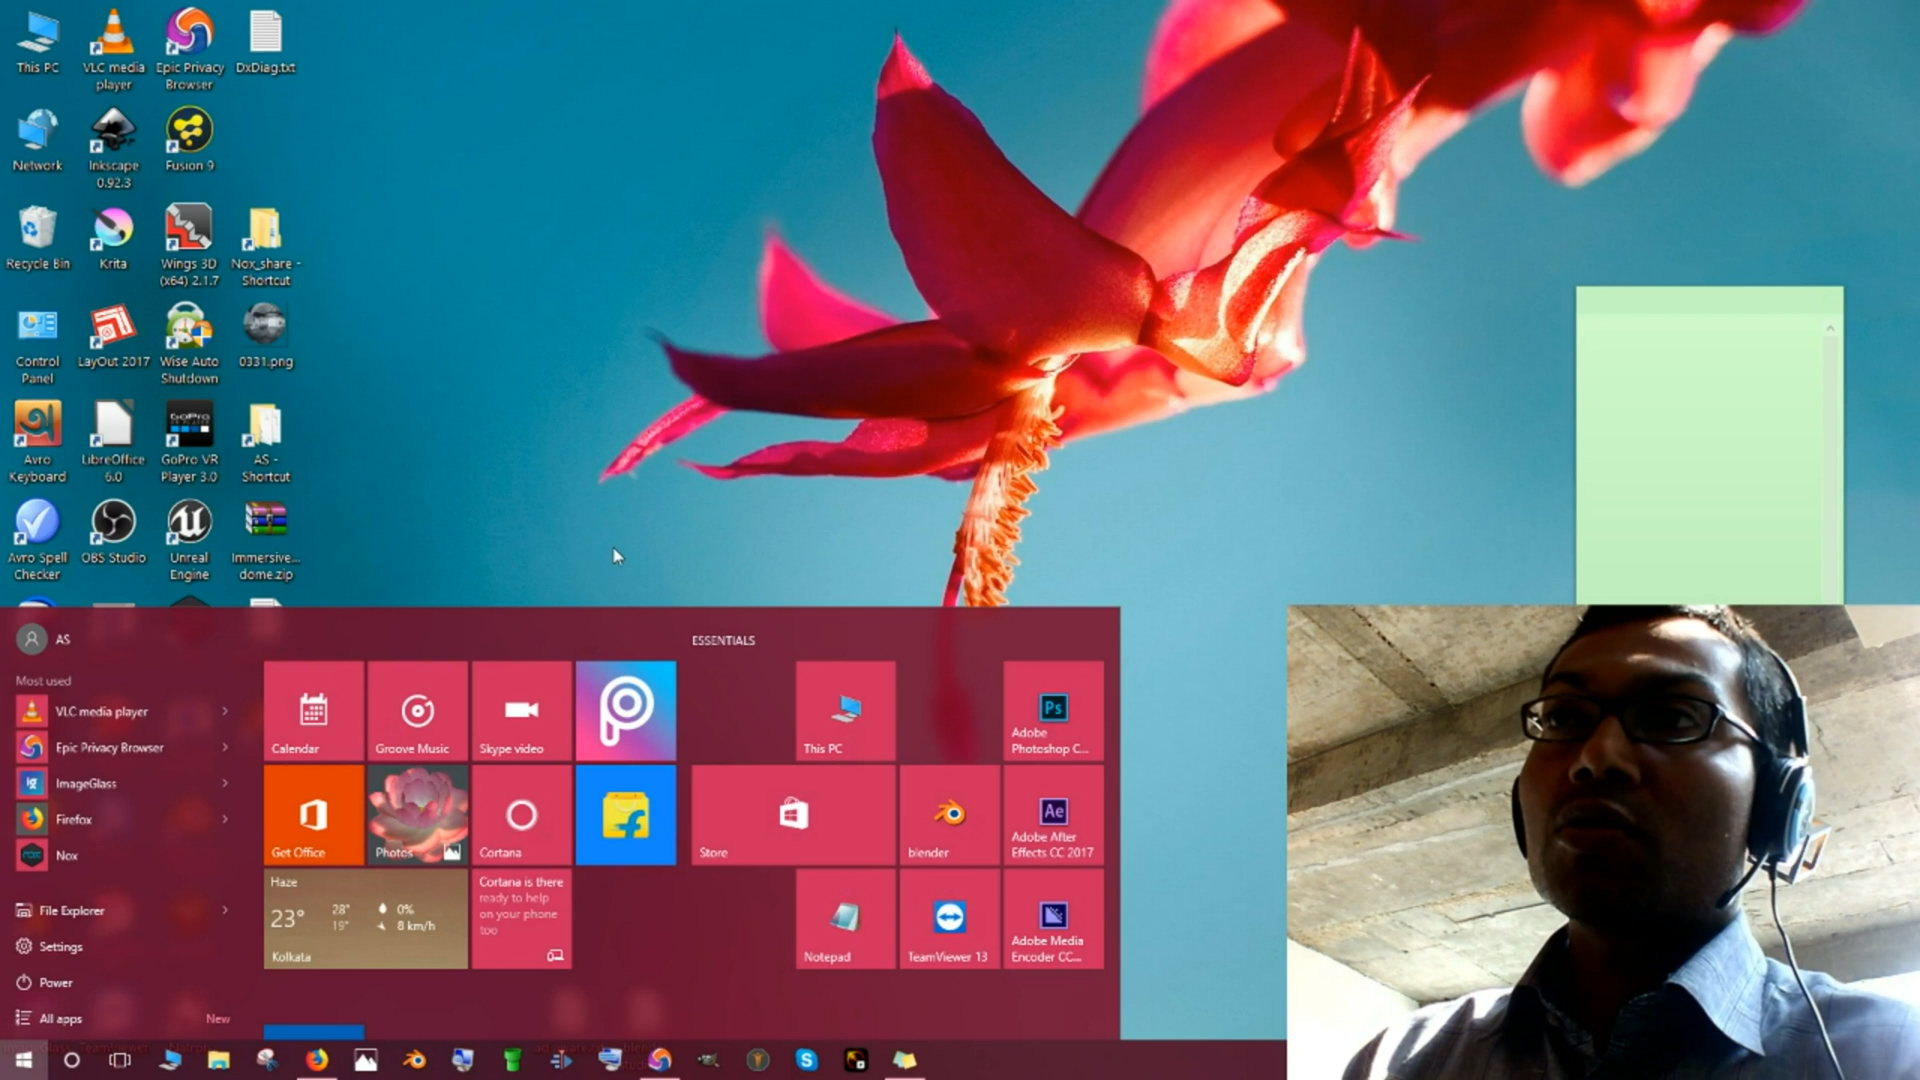 This PC
VLC media
player
Epic Privacy
Browser
DxDiag.txt
Network
Inkscape
0.92.3
Fusion 9
Recycle Bin
Krita
Wings 3D
(x64) 2.1.7
Nox_share -
Shortcut
Control
Panel
LayOut 2017
Wise Auto
Shutdown
0331.png
Avro
Keyboard
LibreOffice
6.0
GoPro
GoPro VR
Player 3.0
AS -
Shortcut
Avro Spell
Checker
OBS Studio
Unreal
Engine
Immersive...
dome.zip
AS
Most used
VLC media player
Epic Privacy Browser
ig
ImageGlass
Firefox
nox
Nox
File Explorer
Settings
Power
All apps
New
Calendar
Groove Music
Skype video
Get Office
Photos
Cortana
Haze
23°
28°
19°
0%
8 km/h
Kolkata
Cortana is there
ready to help
on your phone
too
ESSENTIALS
This PC
Ps
Adobe
Photoshop C...
Store
blender
Ae
Adobe After
Effects CC 2017
Notepad
TeamViewer 13
Adobe Media
Encoder CC...